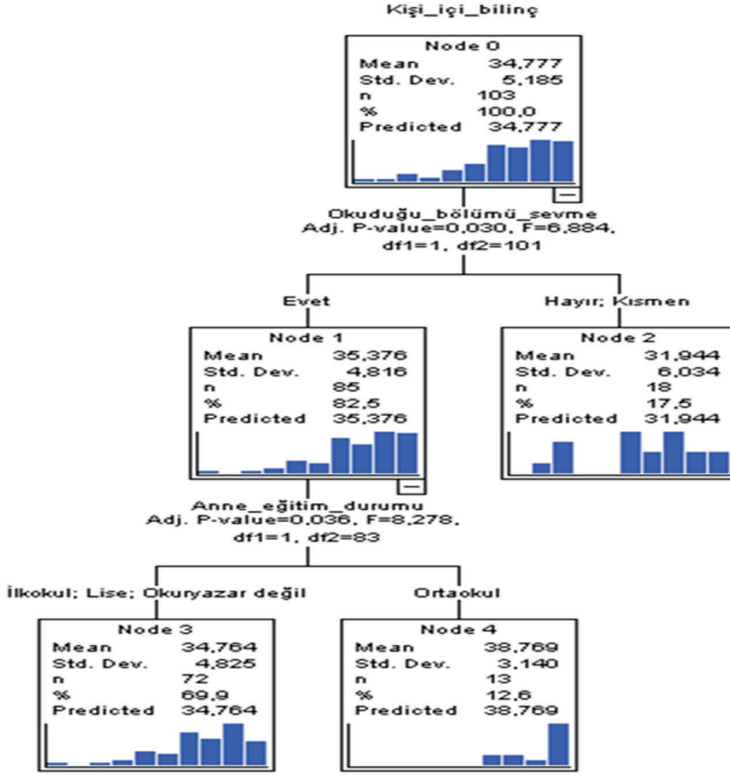 Kişi_içi_bilinç
Node 0
Mean 34,777
Std. Dev. 5,185
n 103
% 100,0
Predicted 34,777
Okuduğu_bölümü_sevme
Adj. P-value=0,030, F=6,884,
df1=1, df2=101
Evet
Hayır; Kısmen
Node 1
Mean 35,376
Std. Dev. 4,816
n 85
% 82,5
Predicted 35,376
Node 2
Mean 31,944
Std. Dev. 6,034
n 18
% 17,5
Predicted 31,944
Anne_eğitim_durumu
Adj. P-value=0,036, F=8,278,
df1=1, df2=83
İlkokul; Lise; Okuryazar değil
Ortaokul
Node 3
Mean 34,764
Std. Dev. 4,825
n 72
% 69,9
Predicted 34,764
Node 4
Mean 38,769
Std. Dev. 3,140
n 13
% 12,6
Predicted 38,769